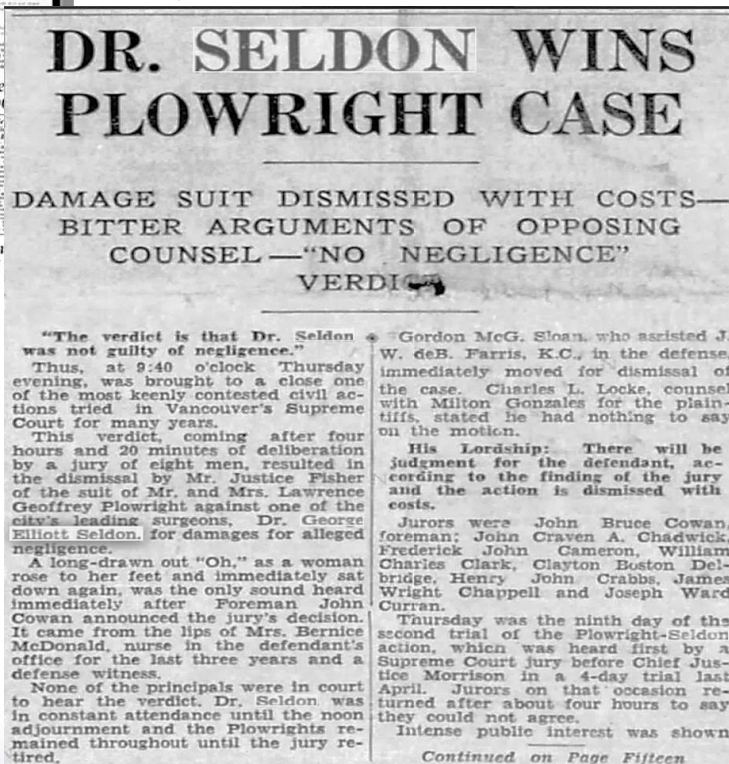 DR. SELDON WINS
PLOWRIGHT CASE
DAMAGE SUIT DISMISSED WITH COSTS—
BITTER ARGUMENTS OF OPPOSING
COUNSEL—"NO NEGLIGENCE"
VERDICT
"The verdict is that Dr. Seldon
was not guilty of negligence."
Thus, at 9:40 o'clock Thursday
evening, was brought to a close one
of the most keenly contested civil ac-
tions tried in Vancouver's Supreme
Court for many years.
This verdict, coming after four
hours and 20 minutes of deliberation
by a jury of eight men, resulted in
the dismissal by Mr. Justice Fisher
of the suit of Mr. and Mrs. Lawrence
Geoffrey Plowright against one of the
city's leading surgeons, Dr. George
Elliott Seldon, for damages for alleged
negligence.
A long-drawn out "Oh," as a woman
rose to her feet and immediately sat
down again, was the only sound heard
immediately after Foreman John
Cowan announced the jury's decision.
It came from the lips of Mrs. Bernice
McDonald, nurse in the defendant's
office for the last three years and a
defense witness.
None of the principals were in court
to hear the verdict. Dr. Seldon was
in constant attendance until the noon
adjournment and the Plowrights re-
mained throughout until the jury re-
tired.
Gordon McG. Sloan, who asristed J.
W. deB. Farris, K.C., in the defense,
immediately moved for dismissal of
the case. Charles L. Locke, counsel
with Milton Gonzales for the plain-
tiffs, stated he had nothing to say
on the motion.
His Lordship: There will be
judgment for the defendant, ac-
cording to the finding of the jury
and the action is dismissed with
costs.
Jurors were John Bruce Cowan,
foreman; John Craven A. Chadwick,
Frederick John Cameron, William
Charles Clark, Clayton Boston Del-
bridge, Henry John Crabbs, James
Wright Chappell and Joseph Ward
Curran.
Thursday was the ninth day of the
second trial of the Plowright-Seldon
action, which was heard first by a
Supreme Court jury before Chief Jus-
tice Morrison in a 4-day trial last
April. Jurors on that occasion re-
turned after about four hours to say
they could not agree.
Intense public interest was shown
Continued on Page Fifteen